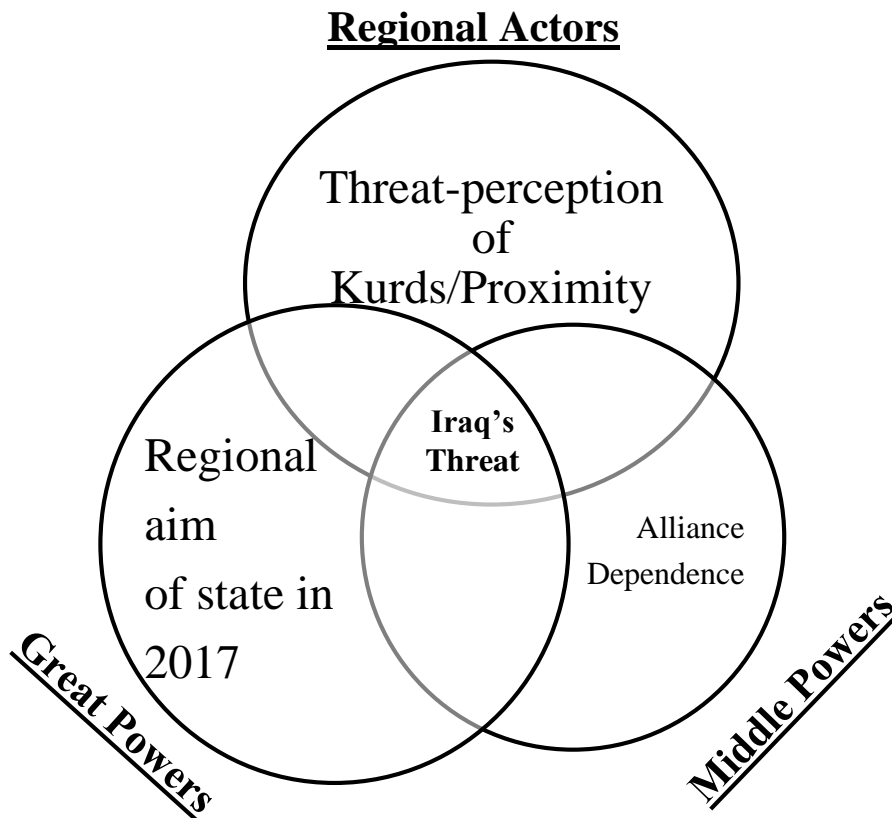 Regional Actors
Threat-perception
of
Kurds/Proximity
Iraq’s
Threat
Regional
aim
of state in
2017
Alliance
Dependence
Great Powers
Middle Powers